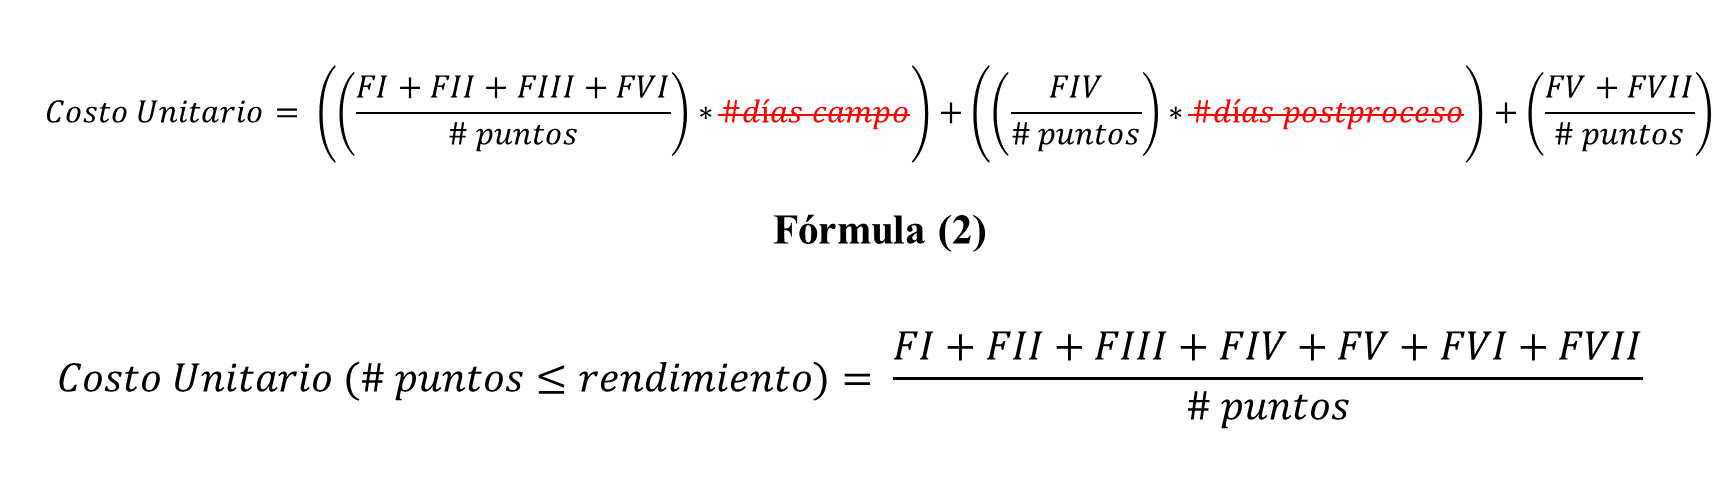 Costo Unitario = ((FI + FII + FIII + FVI / # puntos) * #días campo) + ((FIV / # puntos) * #días postproceso) + (FV + FVII / # puntos)
Fórmula (2)
Costo Unitario (# puntos ≤ rendimiento) = FI + FII + FIII + FIV + FV + FVI + FVII / # puntos